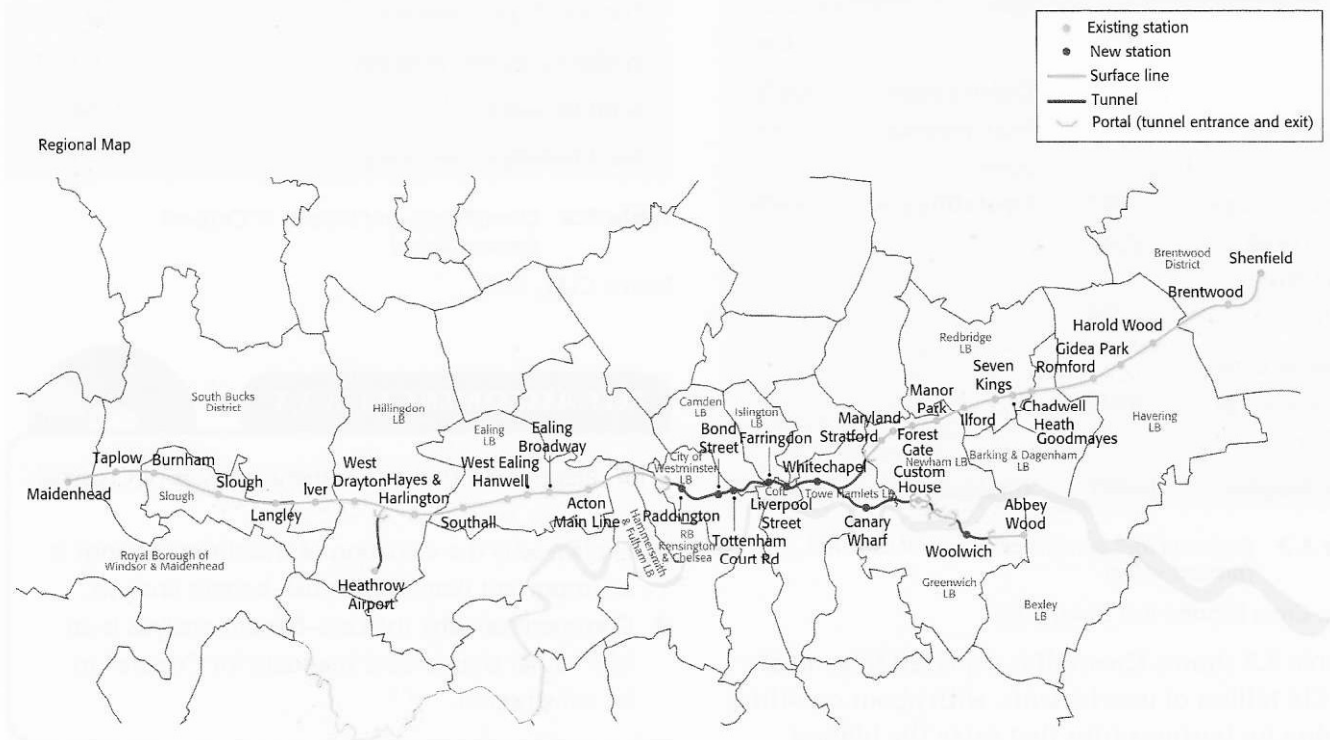 Existing station
New station
Surface line
Tunnel
Portal (tunnel entrance and exit)
Regional Map
Brentwood
District
Shenfield
Brentwood
Harold Wood
Redbridge
LB
Gidea Park
Seven
Kings
Romford
Manor
Park
South Bucks
District
Hillingdon
LB
Camden
LB
Islington
LB
Maryland
Ilford
Chadwell
Heath
Havering
LB
Ealing
LB
Ealing
Broadway
Bond
Street
Farringdon
Stratford
Forest
Gate
Goodmayes
Taplow
Burnham
West
Drayton
West Ealing
Hanwell
City of
Westminster
LB
Whitechapel
Newham LB
Barking & Dagenham
LB
Maidenhead
Slough
Slough
Iver
Hayes &
Harlington
Custom
House
Langley
Southall
Acton
Main Line
Paddington
CofL
Liverpool
Street
Towe Hamlets LB
Abbey
Wood
Hammersmith
& Fulham LB
RB
Kensington
Chelsea
Tottenham
Court Rd
Canary
Wharf
Woolwich
Royal Borough of
Windsor & Maidenhead
Heathrow
Airport
Greenwich
LB
Bexley
LB